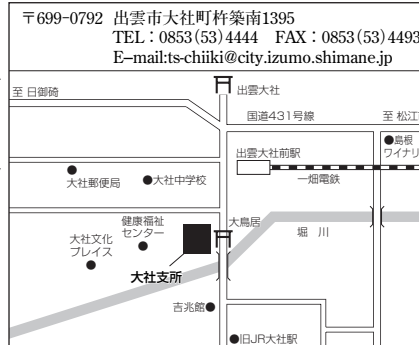 〒699-0792 出雲市大社町杵築南1395
TEL：0853(53)4444 FAX：0853(53)4493
E-mail:ts-chiiki@city.izumo.shimane.jp
至 日御碕
出雲大社
国道431号線
至 松江
●島根
ワイナリ
出雲大社前駅
一畑電鉄
大社郵便局
●大社中学校
健康福祉
センター
大社文化
プレイス
大鳥居
堀 川
大社支所
吉兆館●
●旧JR大社駅